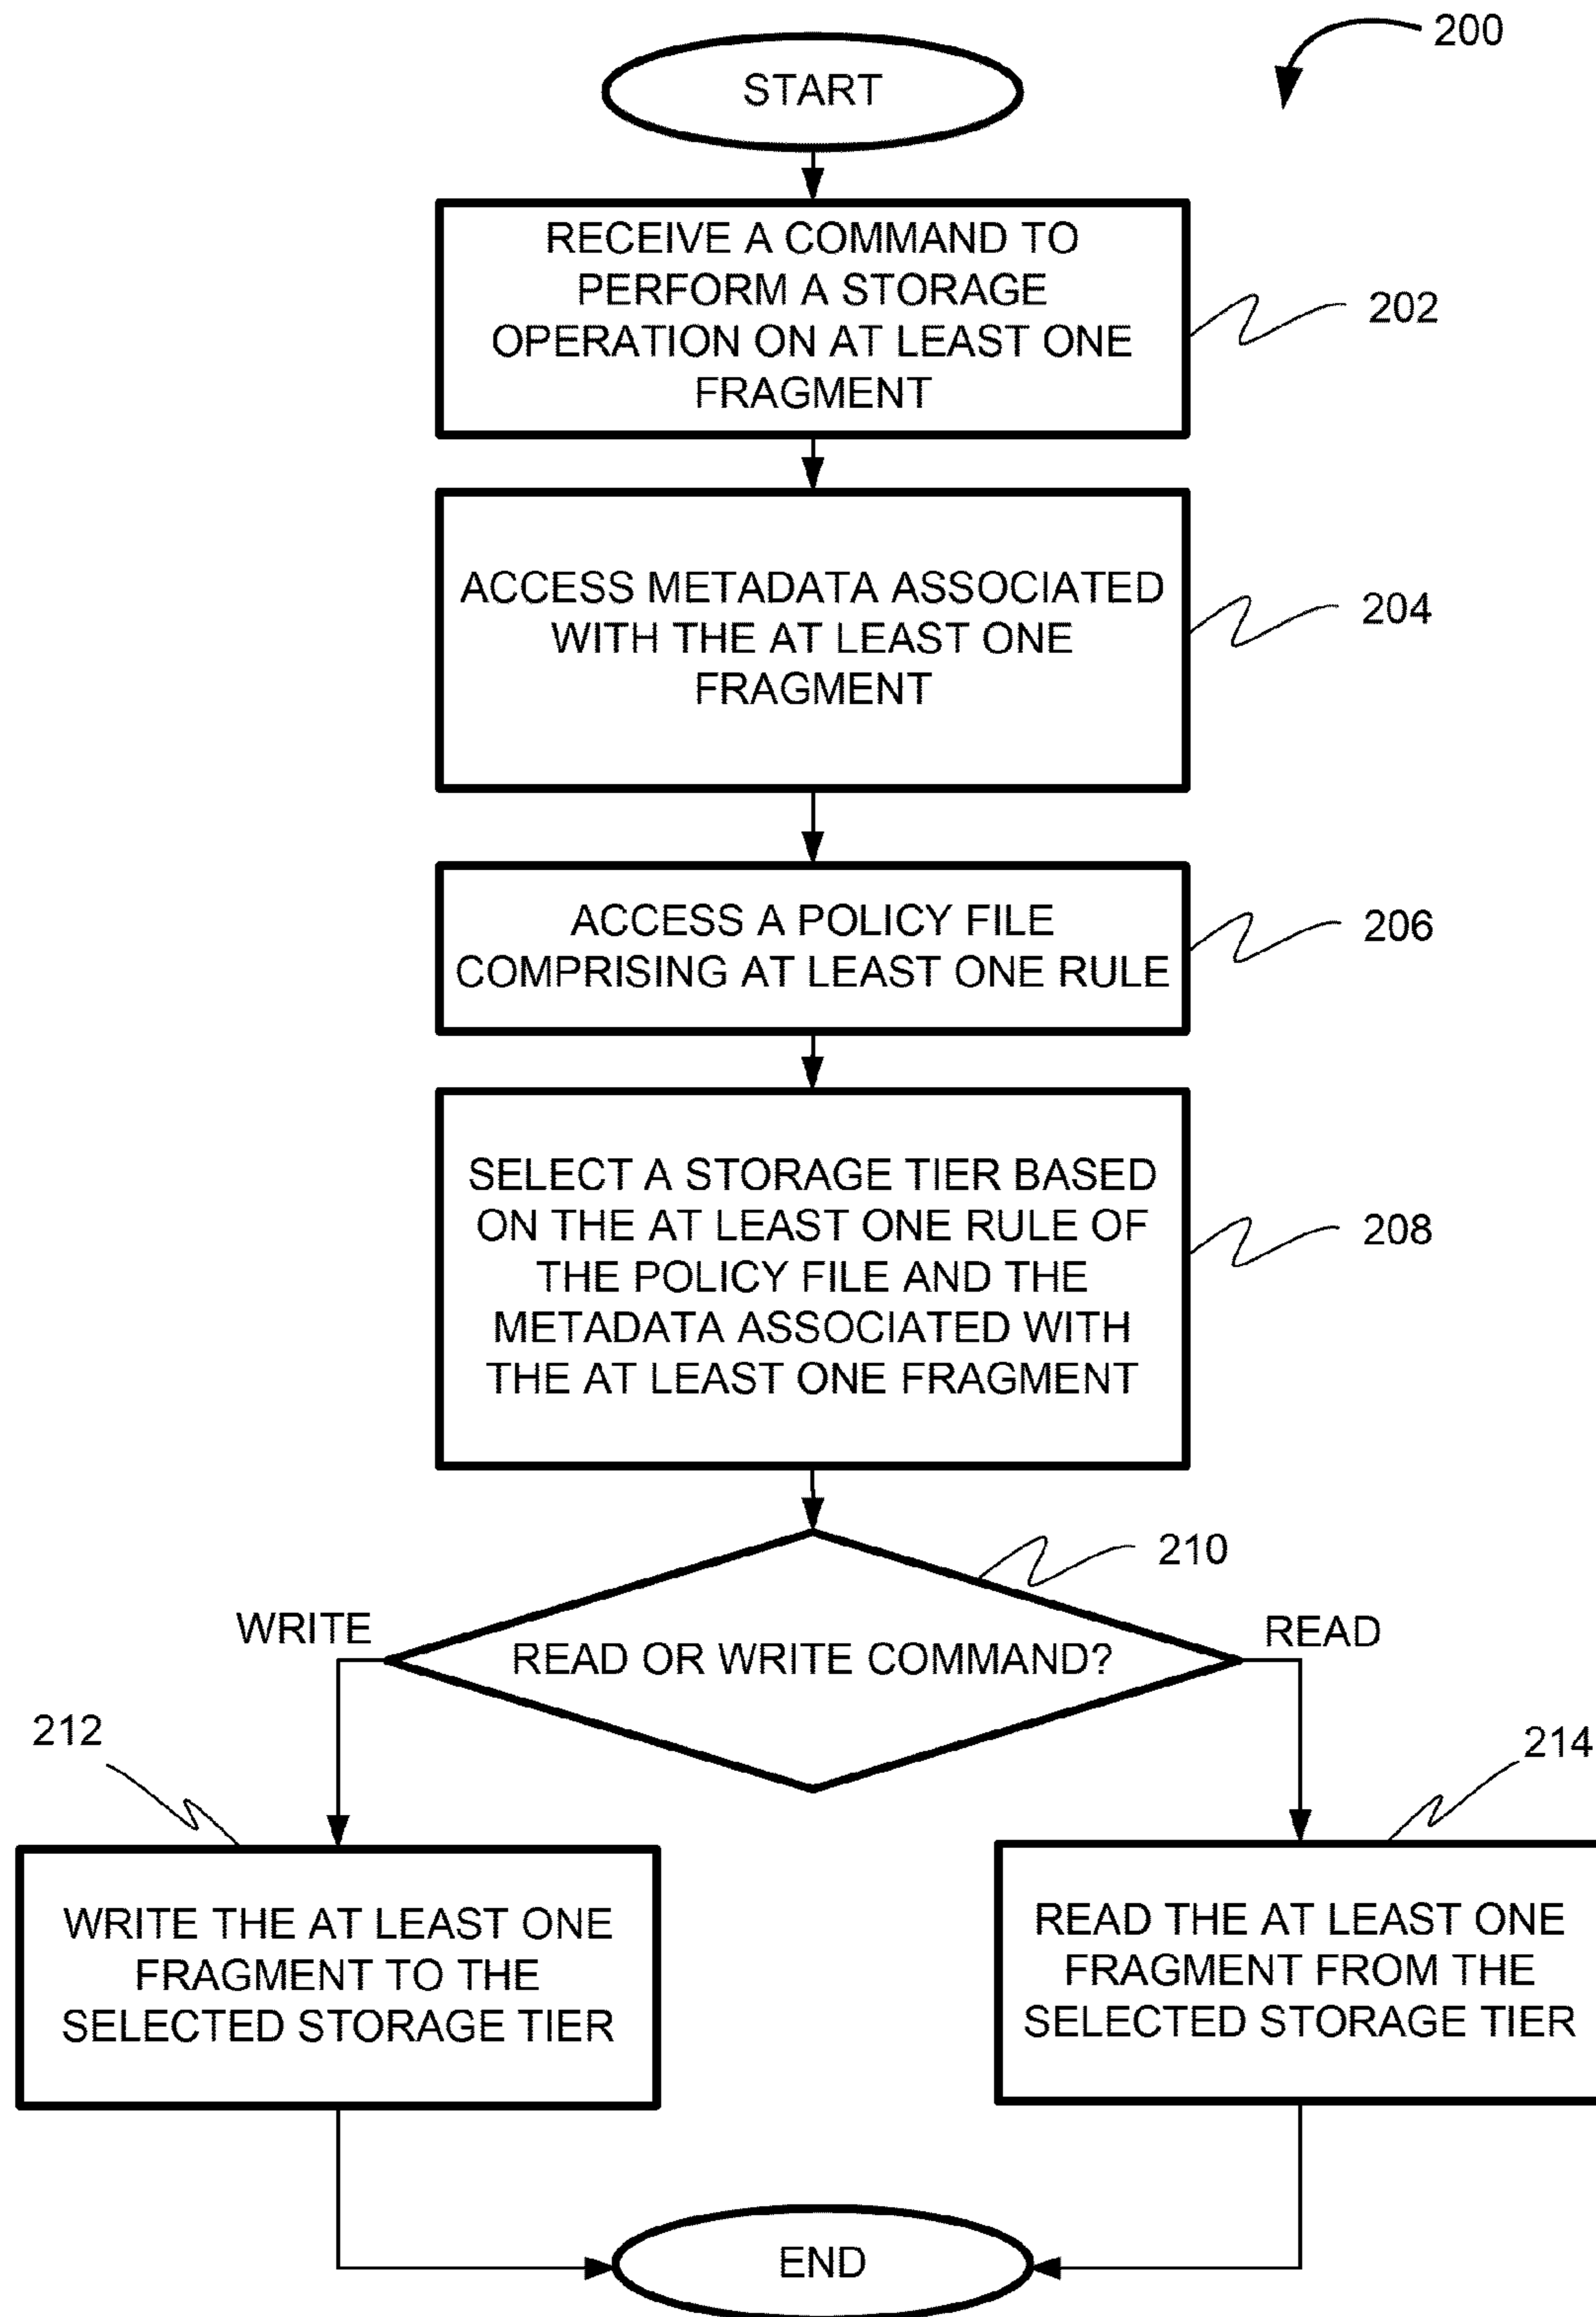 200
START
RECEIVE A COMMAND TO
PERFORM A STORAGE
OPERATION ON AT LEAST ONE
FRAGMENT
202
ACCESS METADATA ASSOCIATED
WITH THE AT LEAST ONE
FRAGMENT
204
ACCESS A POLICY FILE
COMPRISING AT LEAST ONE RULE
206
SELECT A STORAGE TIER BASED
ON THE AT LEAST ONE RULE OF
THE POLICY FILE AND THE
METADATA ASSOCIATED WITH
THE AT LEAST ONE FRAGMENT
208
210
WRITE
READ OR WRITE COMMAND?
READ
212
214
WRITE THE AT LEAST ONE
FRAGMENT TO THE
SELECTED STORAGE TIER
READ THE AT LEAST ONE
FRAGMENT FROM THE
SELECTED STORAGE TIER
END